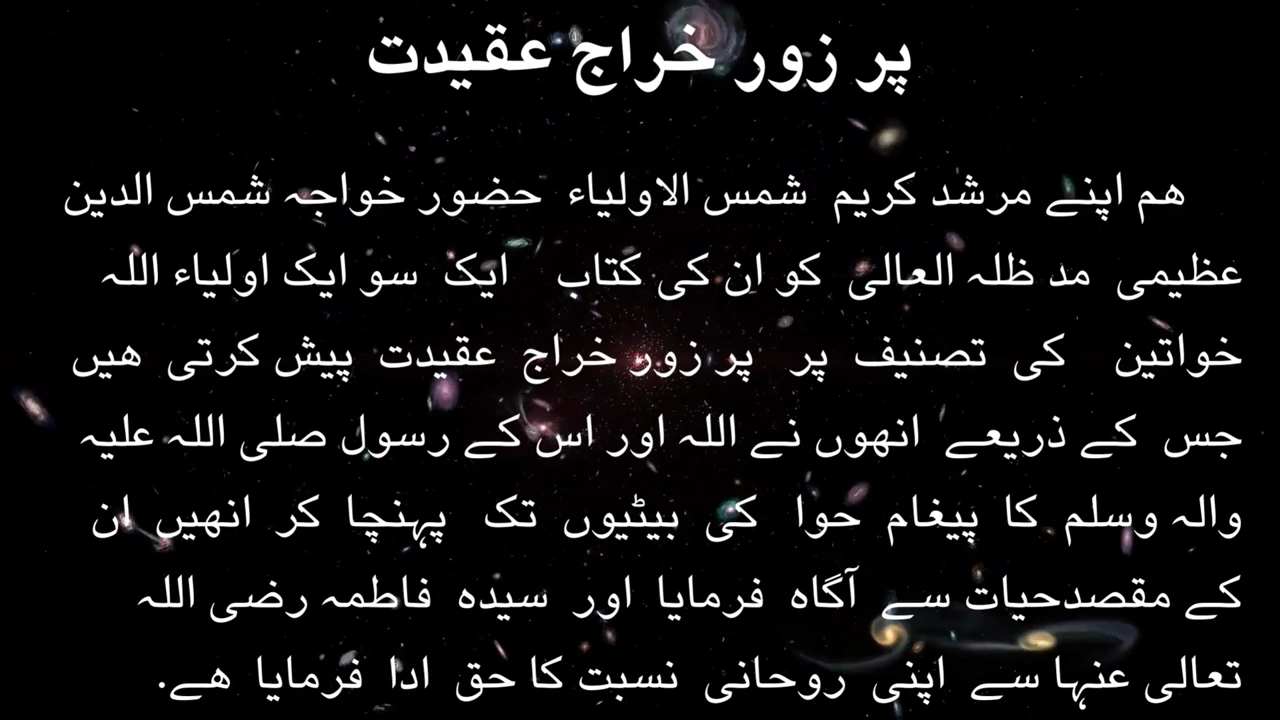 پر زور خراج عقیدت
ھم اپنے مرشد کریم شمس الاولیاء حضور خواجہ شمس الدین
عظیمی مد ظلہ العالی کو ان کی کتاب ایک سو ایک اولیاء اللہ
خواتین کی تصنیف پر پر زور خراج عقیدت پیش کرتی ھیں
جس کے ذریعے انھوں نے اللہ اور اس کے رسول صلی اللہ علیہ
والہ وسلم کا پیغام حوا کی بیٹیوں تک پہنچا کر انھیں ان
کے مقصدحیات سے آگاہ فرمایا اور سیدہ فاطمہ رضی اللہ
تعالی عنہا سے اپنی روحانی نسبت کا حق ادا فرمایا ھے.